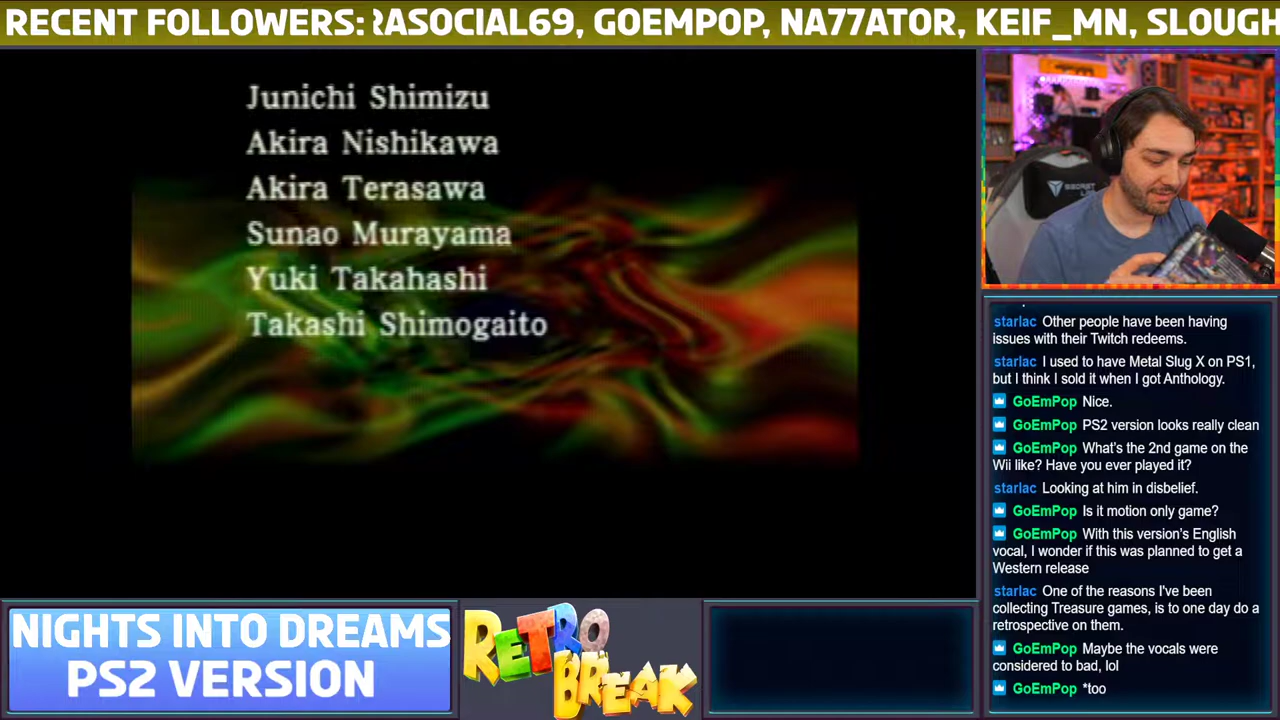 RECENT FOLLOWERS: RASOCIAL69, GOEMPOP, NA77ATOR, KEIF_MN, SLOUGH
Junichi Shimizu
Akira Nishikawa
Akira Terasawa
Sunao Murayama
Yuki Takahashi
Takashi Shimogaito
SECRET
starlac Other people have been having
issues with their Twitch redeems.
starlac I used to have Metal Slug X on PS1,
but I think I sold it when I got Anthology.
GoEmPop Nice.
GoEmPop PS2 version looks really clean
GoEmPop What's the 2nd game on the
Wii like? Have you ever played it?
starlac Looking at him in disbelief.
GoEmPop Is it motion only game?
GoEmPop With this version's English
vocal, I wonder if this was planned to get a
Western release
starlac One of the reasons I've been
collecting Treasure games, is to one day do a
retrospective on them.
GoEmPop Maybe the vocals were
considered to bad, lol
GoEmPop *too
NIGHTS INTO DREAMS
PS2 VERSION
RETRO
BREAK